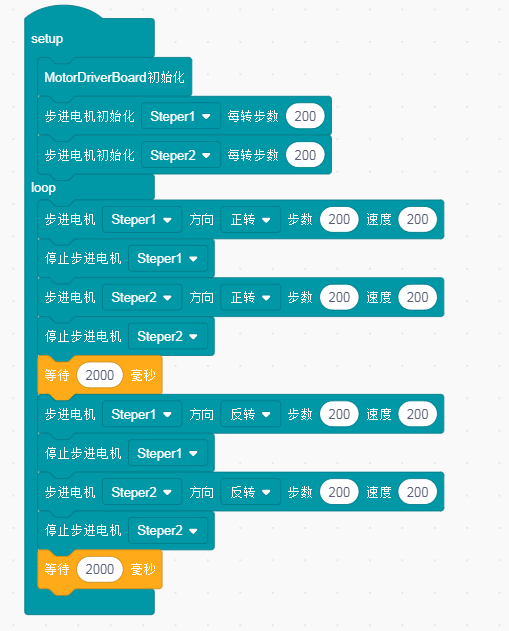 setup
MotorDriverBoard初始化
步进电机初始化 Steper1 每转步数 200
步进电机初始化 Steper2 每转步数 200
loop
步进电机 Steper1 方向 正转 步数 200 速度 200
停止步进电机 Steper1
步进电机 Steper2 方向 正转 步数 200 速度 200
停止步进电机 Steper2
等待 2000 毫秒
步进电机 Steper1 方向 反转 步数 200 速度 200
停止步进电机 Steper1
步进电机 Steper2 方向 反转 步数 200 速度 200
停止步进电机 Steper2
等待 2000 毫秒